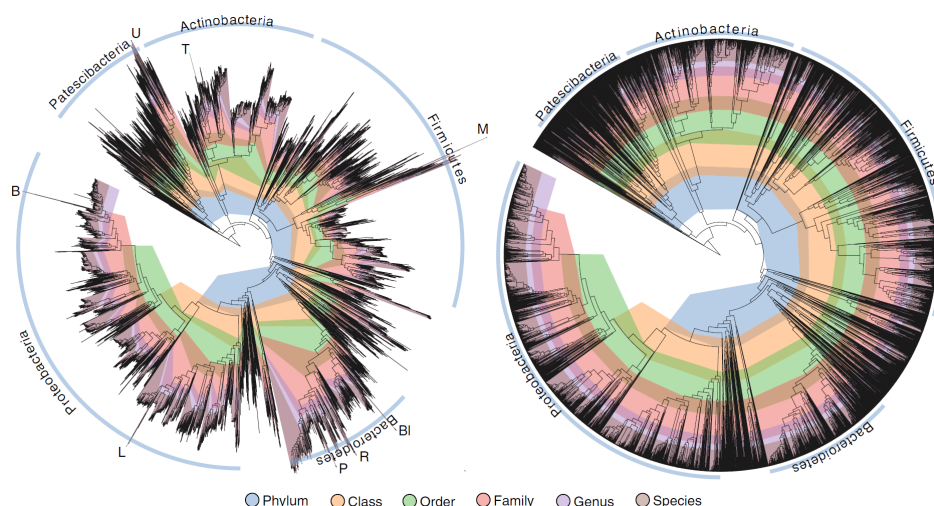 U
Actinobacteria
T
Patescibacteria
Firmicutes
M
B
Proteobacteria
L
Bacteroidetes
Bl
R
P
Actinobacteria
Patescibacteria
Firmicutes
Proteobacteria
Bacteroidetes
Phylum Class Order Family Genus Species